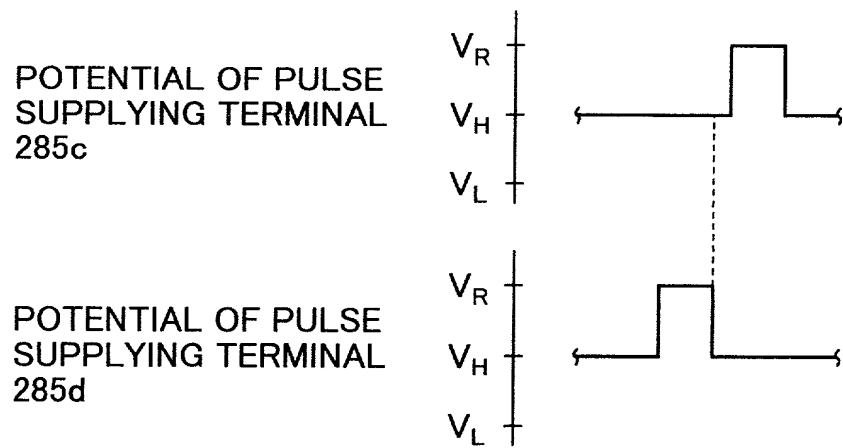 V_R
POTENTIAL OF PULSE
SUPPLYING TERMINAL
285c
V_H
V_L
V_R
POTENTIAL OF PULSE
SUPPLYING TERMINAL
285d
V_H
V_L